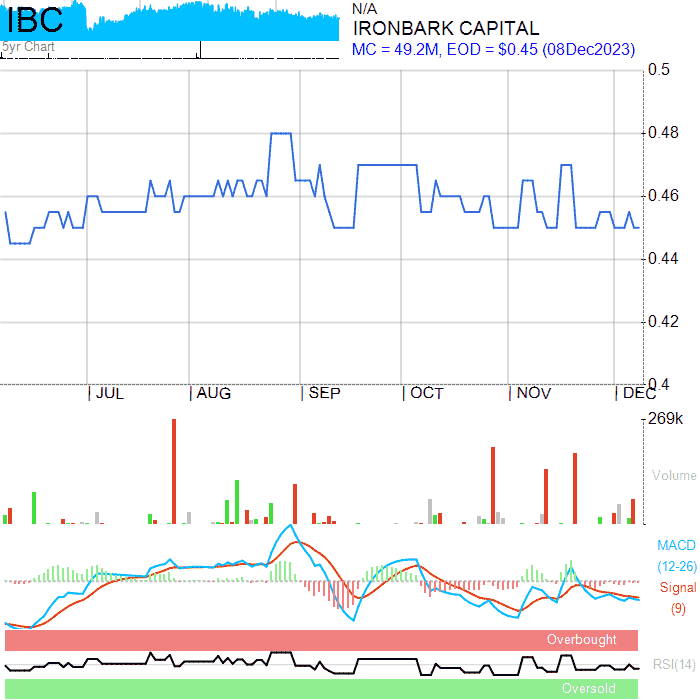 IBC
5yr Chart
N/A
IRONBARK CAPITAL
MC = 49.2M, EOD = $0.45 (08Dec2023)
0.5
0.48
0.46
0.44
0.42
0.4
JUL AUG SEP OCT NOV DEC
269k
Volume
MACD
(12-26)
Signal
(9)
Overbought
RSI(14)
Oversold